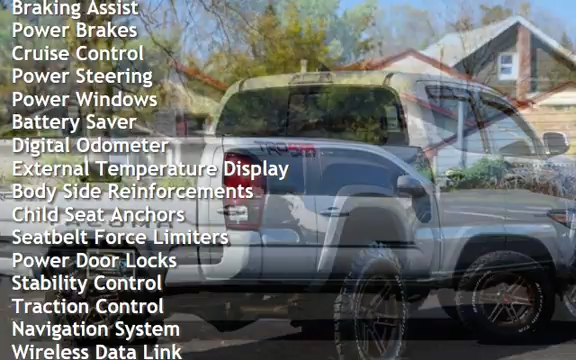 Braking Assist
Power Brakes
Cruise Control
Power Steering
Power Windows
Battery Saver
Digital Odometer
External Temperature Display
Body Side Reinforcements
Child Seat Anchors
Seatbelt Force Limiters
Power Door Locks
Stability Control
Traction Control
Navigation System
Wireless Data Link